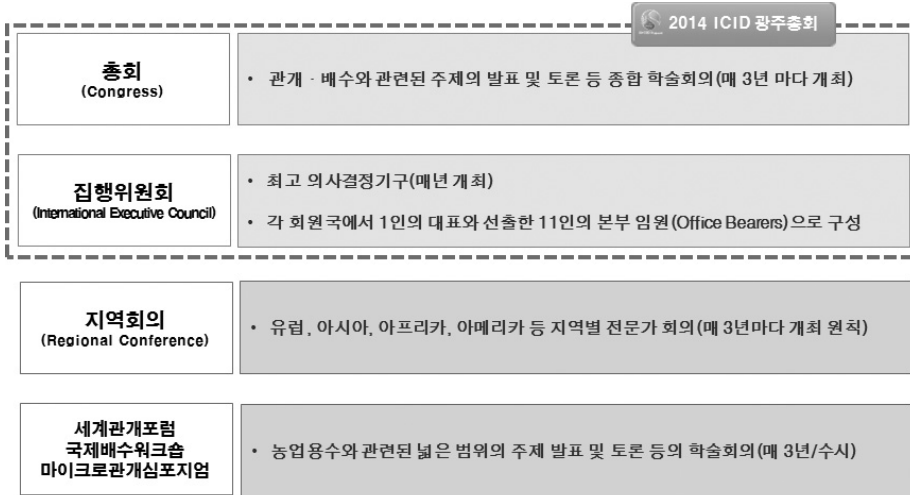 2014 ICID 광주총회
총회
(Congress)
• 관개 · 배수와 관련된 주제의 발표 및 토론 등 종합 학술회의(매 3년 마다 개최)
집행위원회
(International Executive Council)
• 최고 의사결정기구(매년 개최)
• 각 회원국에서 1인의 대표와 선출한 11인의 본부 임원(Office Bearers)으로 구성
지역회의
(Regional Conference)
• 유럽, 아시아, 아프리카, 아메리카 등 지역별 전문가 회의(매 3년마다 개최 원칙)
세계관개포럼
국제배수워크숍
마이크로관개심포지엄
• 농업용수와 관련된 넓은 범위의 주제 발표 및 토론 등의 학술회의(매 3년/수시)